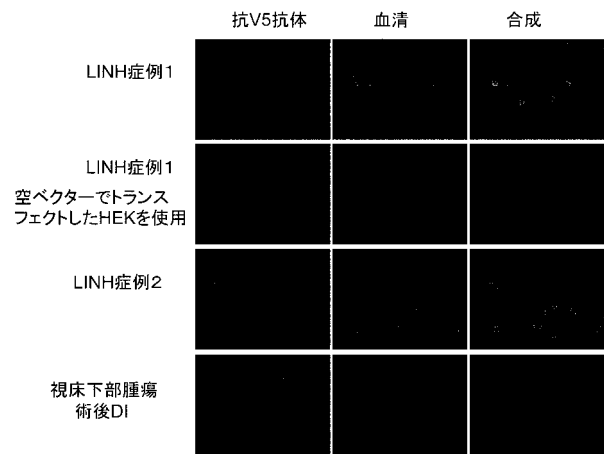 抗V5抗体
血清
合成
LINH症例1
LINH症例1
空ベクターでトランス
フェクトしたHEKを使用
LINH症例2
視床下部腫瘍
術後DI